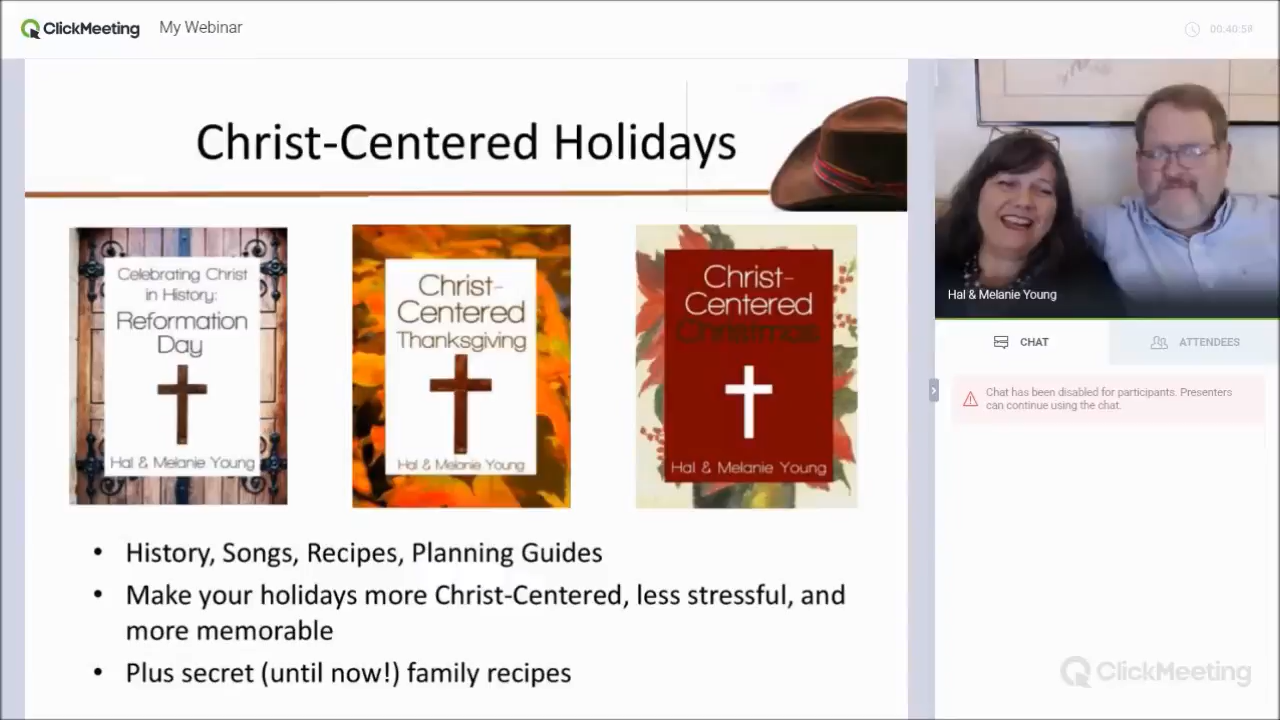 ClickMeeting
My Webinar
00:40:59
Christ-Centered Holidays
Celebrating Christ
in History:
Reformation
Day
Hal & Melanie Young
Christ-
Centered
Thanksgiving
Hal & Melanie Young
Christ-
Centered
Christmas
Hal & Melanie Young
• History, Songs, Recipes, Planning Guides
• Make your holidays more Christ-Centered, less stressful, and
more memorable
• Plus secret (until now!) family recipes
Hal & Melanie Young
CHAT
ATTENDEES
Chat has been disabled for participants. Presenters
can continue using the chat.
ClickMeeting